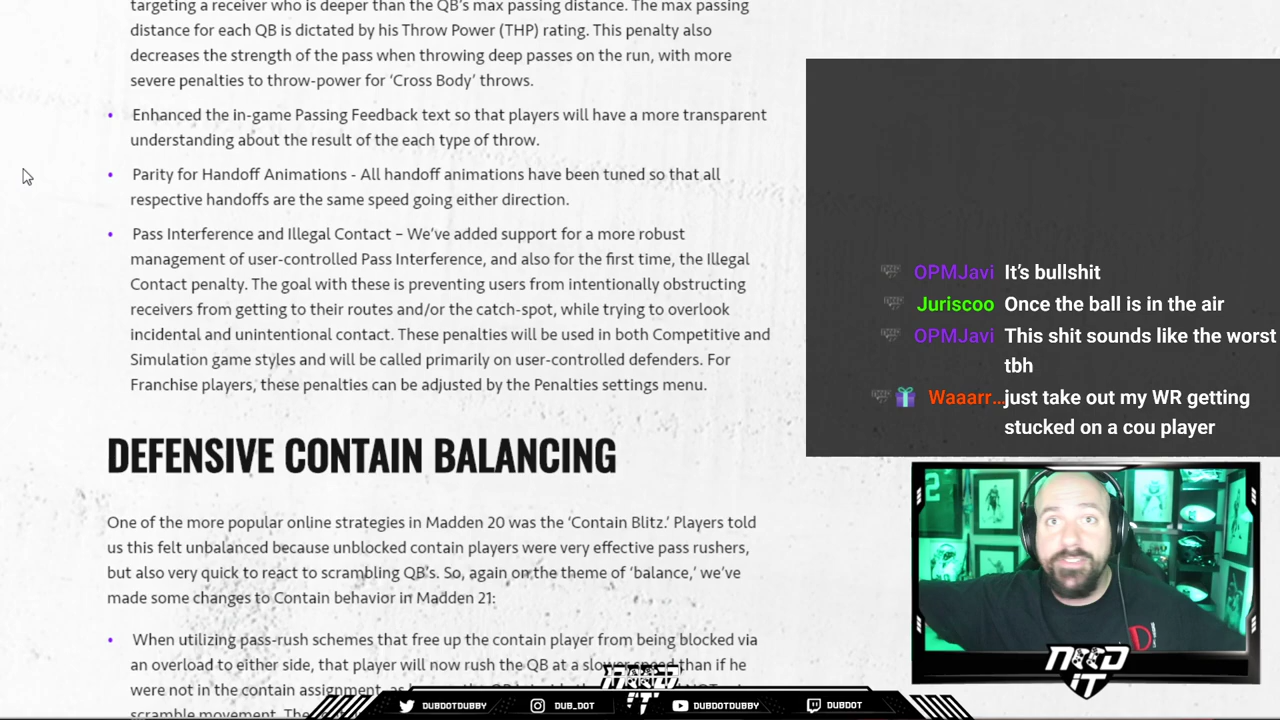 targeting a receiver who is deeper than the QB's max passing distance. The max passing
distance for each QB is dictated by his Throw Power (THP) rating. This penalty also
decreases the strength of the pass when throwing deep passes on the run, with more
severe penalties to throw-power for ‘Cross Body’ throws.
• Enhanced the in-game Passing Feedback text so that players will have a more transparent
understanding about the result of the each type of throw.
• Parity for Handoff Animations - All handoff animations have been tuned so that all
respective handoffs are the same speed going either direction.
• Pass Interference and Illegal Contact – We’ve added support for a more robust
management of user-controlled Pass Interference, and also for the first time, the Illegal
Contact penalty. The goal with these is preventing users from intentionally obstructing
receivers from getting to their routes and/or the catch-spot, while trying to overlook
incidental and unintentional contact. These penalties will be used in both Competitive and
Simulation game styles and will be called primarily on user-controlled defenders. For
Franchise players, these penalties can be adjusted by the Penalties settings menu.
DEFENSIVE CONTAIN BALANCING
One of the more popular online strategies in Madden 20 was the ‘Contain Blitz.’ Players told
us this felt unbalanced because unblocked contain players were very effective pass rushers,
but also very quick to react to scrambling QB’s. So, again on the theme of ‘balance,’ we’ve
made some changes to Contain behavior in Madden 21:
• When utilizing pass-rush schemes that free up the contain player from being blocked via
an overload to either side, that player will now rush the QB at a slower speed than if he
were not in the contain assignment,
scramble movement.
OPMJavi It’s bullshit
Juriscoo Once the ball is in the air
OPMJavi This shit sounds like the worst
tbh
Waaarr... just take out my WR getting
stucked on a cou player
NOOD
iT
iT
DUBDOTDUBBY
DUB_DOT
DUBDOTDUBBY
DUBDOT